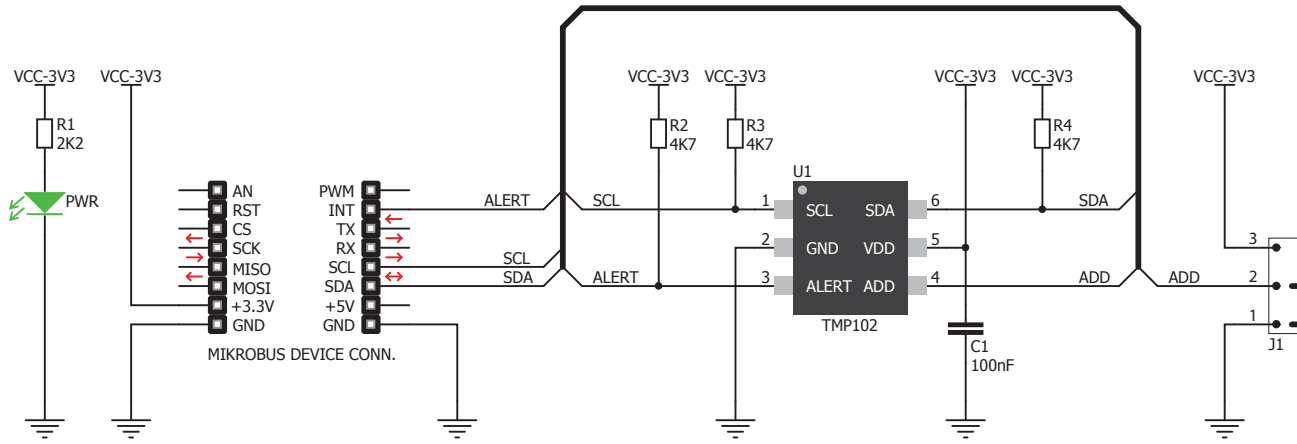 VCC-3V3
VCC-3V3
VCC-3V3
VCC-3V3
VCC-3V3
VCC-3V3
VCC-3V3
R1
2K2
R2
4K7
R3
4K7
R4
4K7
PWR
AN
RST
CS
SCK
MISO
MOSI
+3.3V
GND
PWM
INT
TX
RX
SCL
SDA
+5V
GND
MIKROBUS DEVICE CONN.
ALERT
SCL
SDA
SCL
ALERT
U1
1
2
3
SCL
GND
ALERT
SDA
VDD
ADD
6
5
4
TMP102
SDA
ADD
C1
100nF
ADD
3
2
1
J1